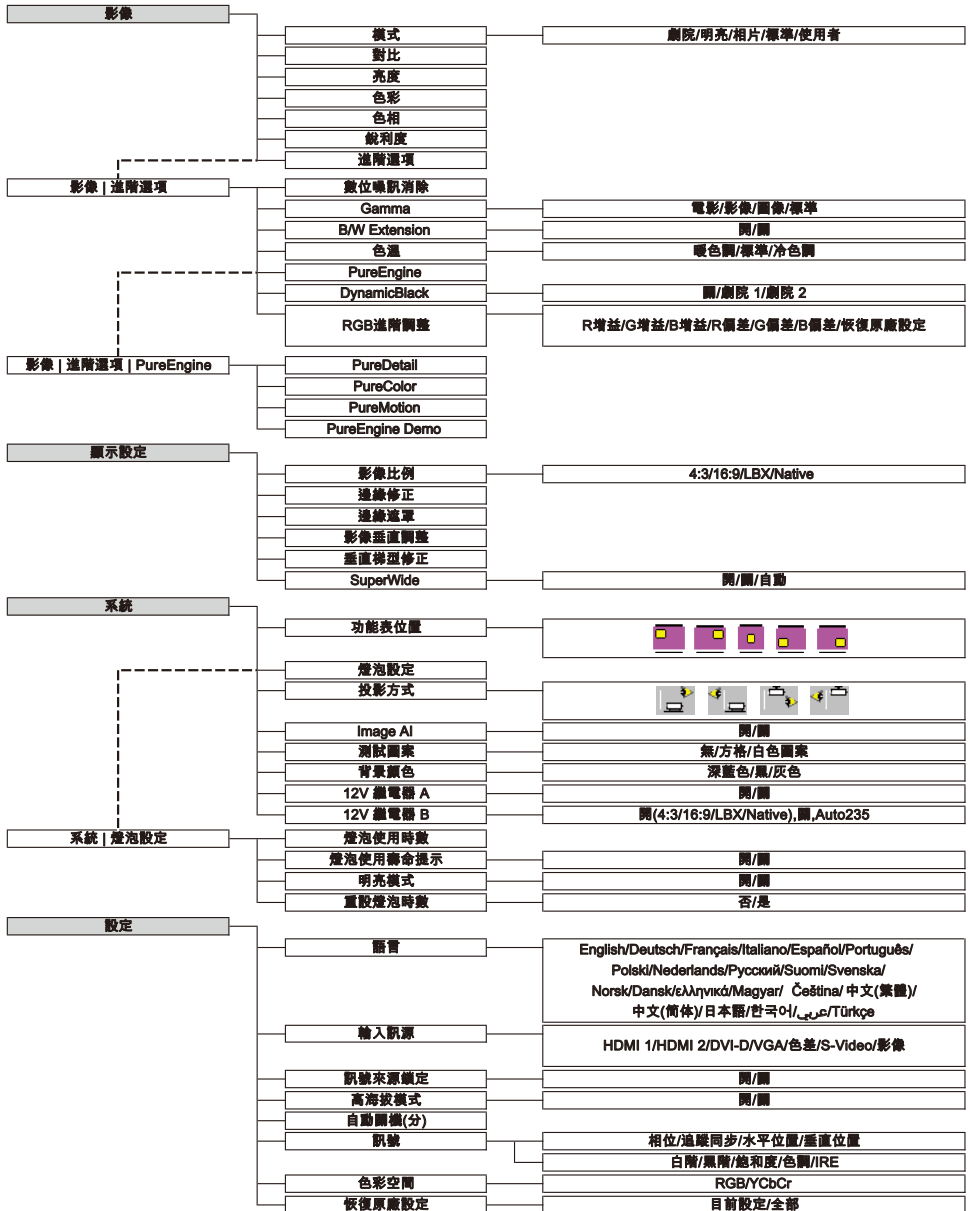 影像
模式
劇院/明亮/相片/標準/使用者
對比
亮度
色彩
色相
銳利度
進階選項
影像 | 進階選項
數位噪訊消除
Gamma
電影/影像/圖像/標準
B/W Extension
開/關
色溫
暖色調/標準/冷色調
PureEngine
DynamicBlack
關/劇院 1/劇院 2
RGB進階調整
R增益/G增益/B增益/R偏差/G偏差/B偏差/恢復原廠設定
影像 | 進階選項 | PureEngine
PureDetail
PureColor
PureMotion
PureEngine Demo
顯示設定
影像比例
4:3/16:9/LBX/Native
邊緣修正
邊緣遮罩
影像垂直調整
垂直梯型修正
SuperWide
開/關/自動
系統
功能表位置
燈泡設定
投影方式
Image AI
開/關
測試圖案
無/方格/白色圖案
背景顏色
深藍色/黑/灰色
12V 繼電器 A
開/關
12V 繼電器 B
開(4:3/16:9/LBX/Native),關,Auto235
系統 | 燈泡設定
燈泡使用時數
燈泡使用壽命提示
開/關
明亮模式
開/關
重設燈泡時數
否/是
設定
語言
English/Deutsch/Français/Italiano/Español/Português/
Polski/Nederlands/Русский/Suomi/Svenska/
Norsk/Dansk/ελληνικά/Magyar/ Čeština/ 中文(繁體)/
中文(简体)/日本語/한국어/عربي/Türkçe
輸入訊源
HDMI 1/HDMI 2/DVI-D/VGA/色差/S-Video/影像
訊號來源鎖定
開/關
高海拔模式
開/關
自動關機(分)
訊號
相位/追蹤同步/水平位置/垂直位置
白階/黑階/飽和度/色調/IRE
色彩空間
RGB/YCbCr
恢復原廠設定
目前設定/全部